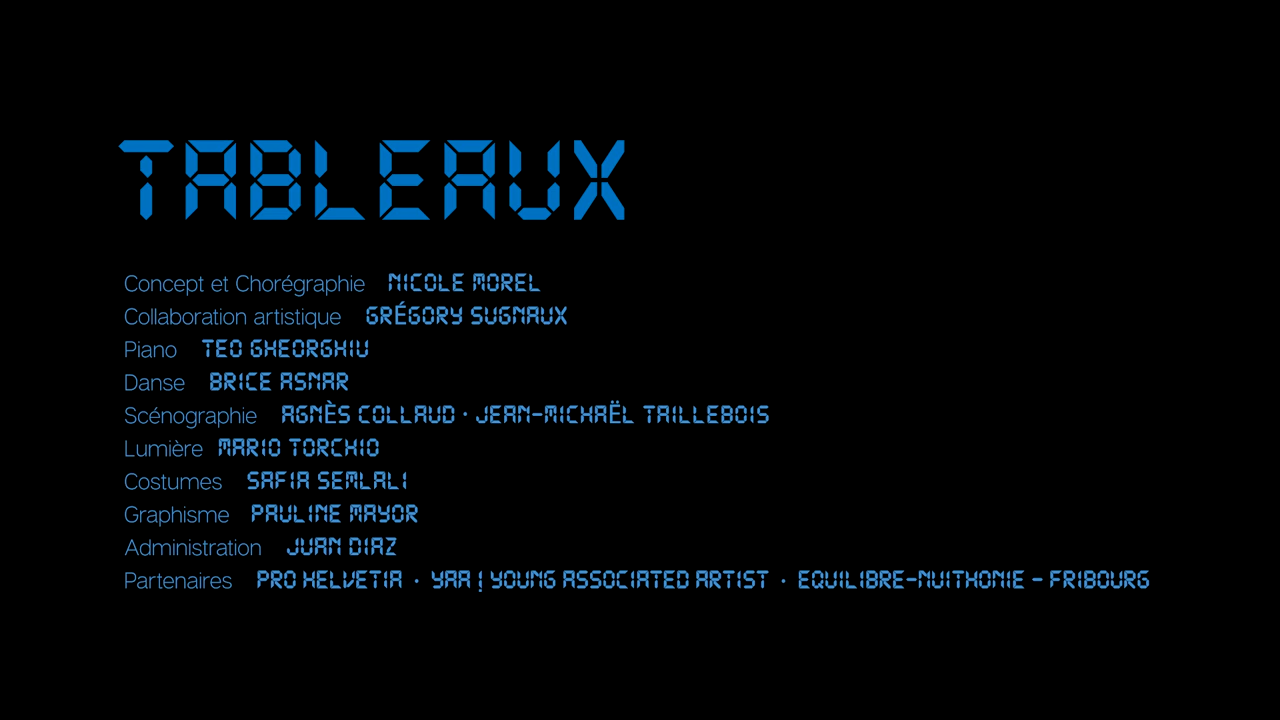 TABLEAUX
Concept et Chorégraphie NICOLE MOREL
Collaboration artistique GRÉGORY SUGNAUX
Piano TEO GHEORGHIU
Danse BRICE ASNAR
Scénographie AGNÈS COLLAUD · JEAN-MICHAËL TAILLEBOIS
Lumière MARIO TORCHIO
Costumes SAFIA SEMLALI
Graphisme PAULINE MAYOR
Administration JUAN DIAZ
Partenaires PRO HELVETIA · YAA ! YOUNG ASSOCIATED ARTIST · EQUILIBRE-NUITHONIE - FRIBOURG